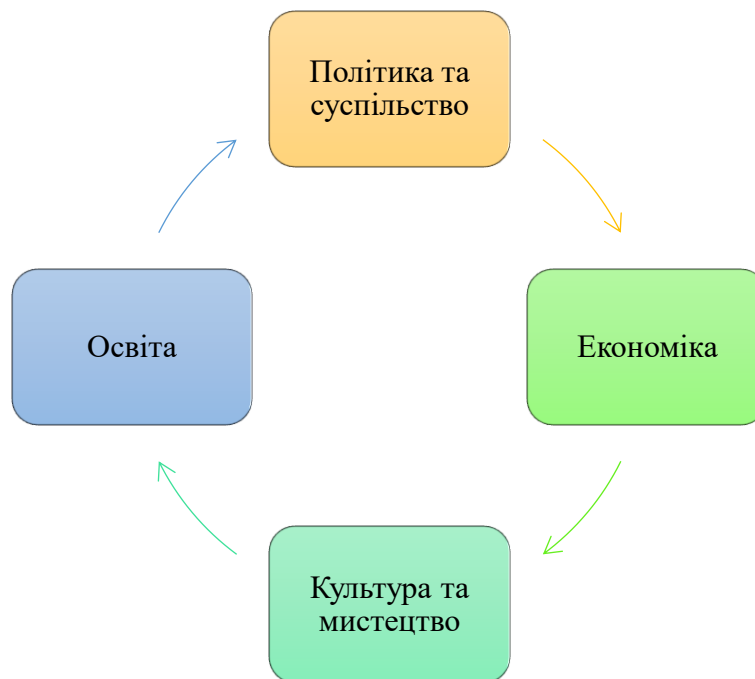 Політика та
суспільство
Освіта
Економіка
Культура та
мистецтво